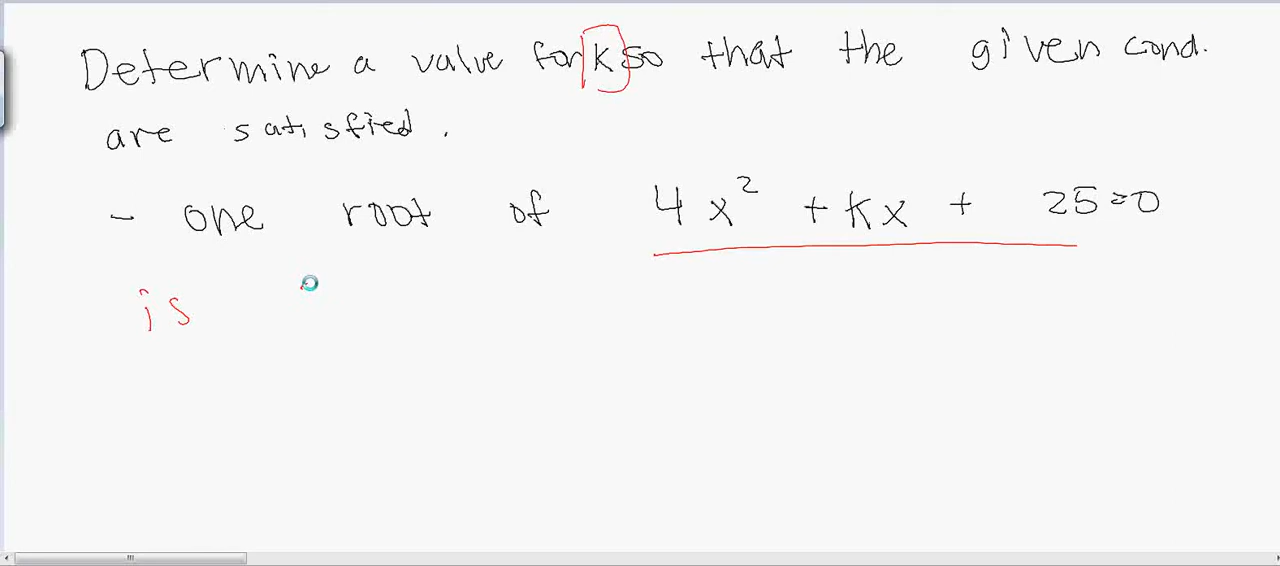 Determine a value for k so that the given cond.
are satisfied.
- one root of 4x² + kx + 25=0
is